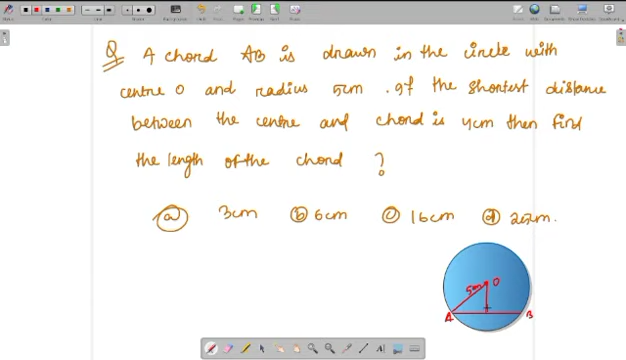 Q A chord AB is drawn in the circle with
centre O and radius 5cm . If the shortest distance
between the centre and chord is 4cm then find
the length of the chord ?
(a) 3cm (b) 6cm (c) 16cm (d)
5cm O
A B